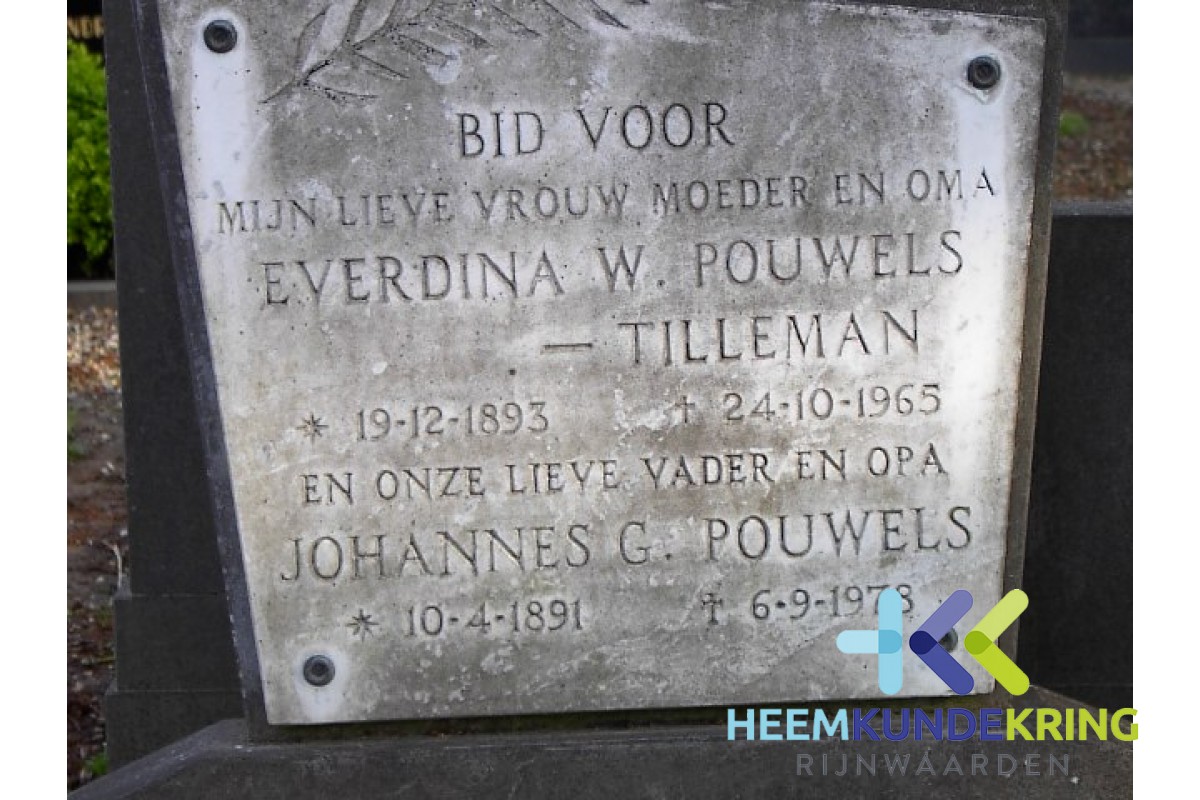 BID VOOR
MIJN LIEVE VROUW MOEDER EN OMA
EVERDINA W. POUWELS
– TILLEMAN
* 19-12-1893 † 24-10-1965
EN ONZE LIEVE VADER EN OPA
JOHANNES G. POUWELS
* 10-4-1891 † 6-9-1978
HEEMKUNDEKRING
RIJNWAARDEN